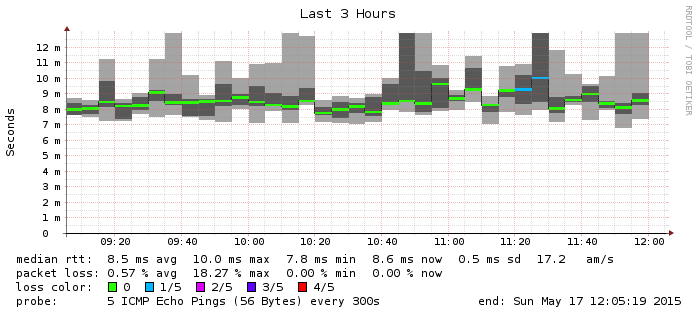 Last 3 Hours
RRDTOOL / TOBI OETIKER
Seconds
12 m
11 m
10 m
9 m
8 m
7 m
6 m
5 m
4 m
3 m
2 m
1 m
0
09:20 09:40 10:00 10:20 10:40 11:00 11:20 11:40 12:00
median rtt: 8.5 ms avg 10.0 ms max 7.8 ms min 8.6 ms now 0.5 ms sd 17.2 am/s
packet loss: 0.57 % avg 18.27 % max 0.00 % min 0.00 % now
loss color: 0 1/5 2/5 3/5 4/5
probe: 5 ICMP Echo Pings (56 Bytes) every 300s end: Sun May 17 12:05:19 2015